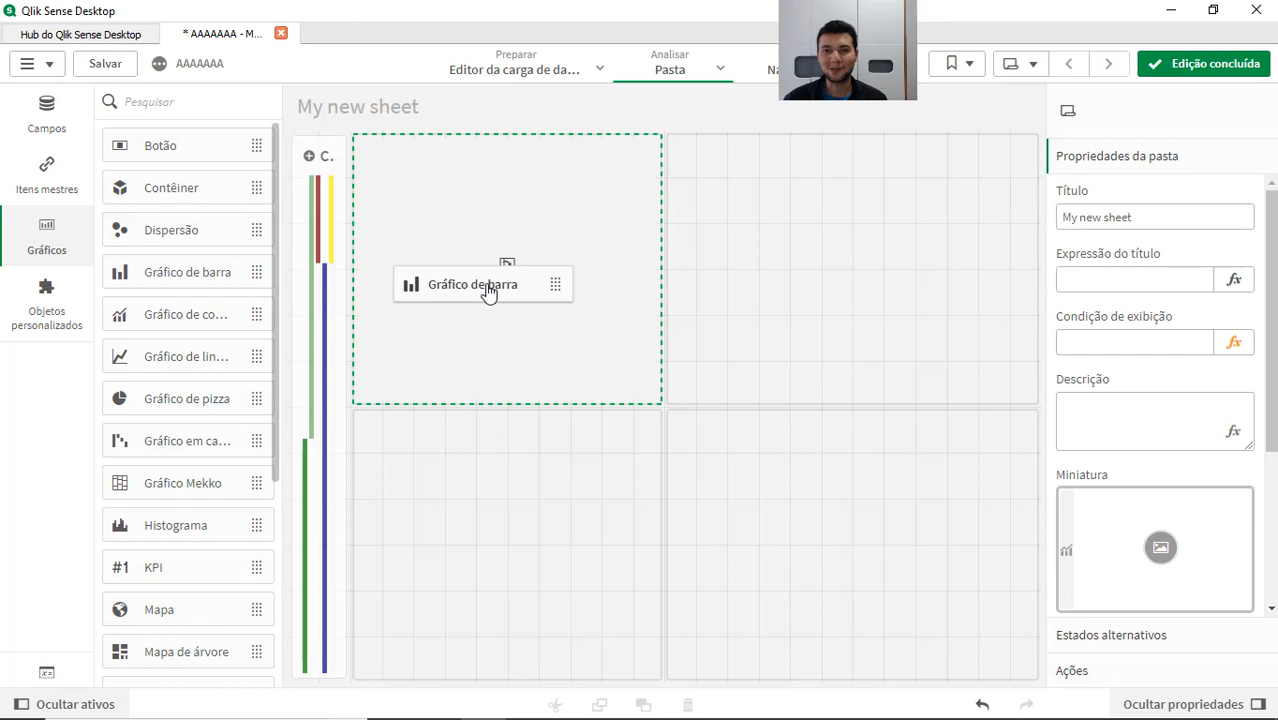 Qlik Sense Desktop
Hub do Qlik Sense Desktop
* AAAAAAA - M...
Salvar
AAAAAAA
Preparar
Editor da carga de da...
Analisar
Pasta
Edição concluída
Campos
Itens mestres
Gráficos
Objetos
personalizados
Pesquisar
Botão
Contêiner
Dispersão
Gráfico de barra
Gráfico de co...
Gráfico de lin...
Gráfico de pizza
Gráfico em ca...
Gráfico Mekko
Histograma
#1 KPI
Mapa
Mapa de árvore
My new sheet
C.
Gráfico de barra
Propriedades da pasta
Título
My new sheet
Expressão do título
fx
Condição de exibição
fx
Descrição
fx
Miniatura
Estados alternativos
Ações
Ocultar ativos
Ocultar propriedades